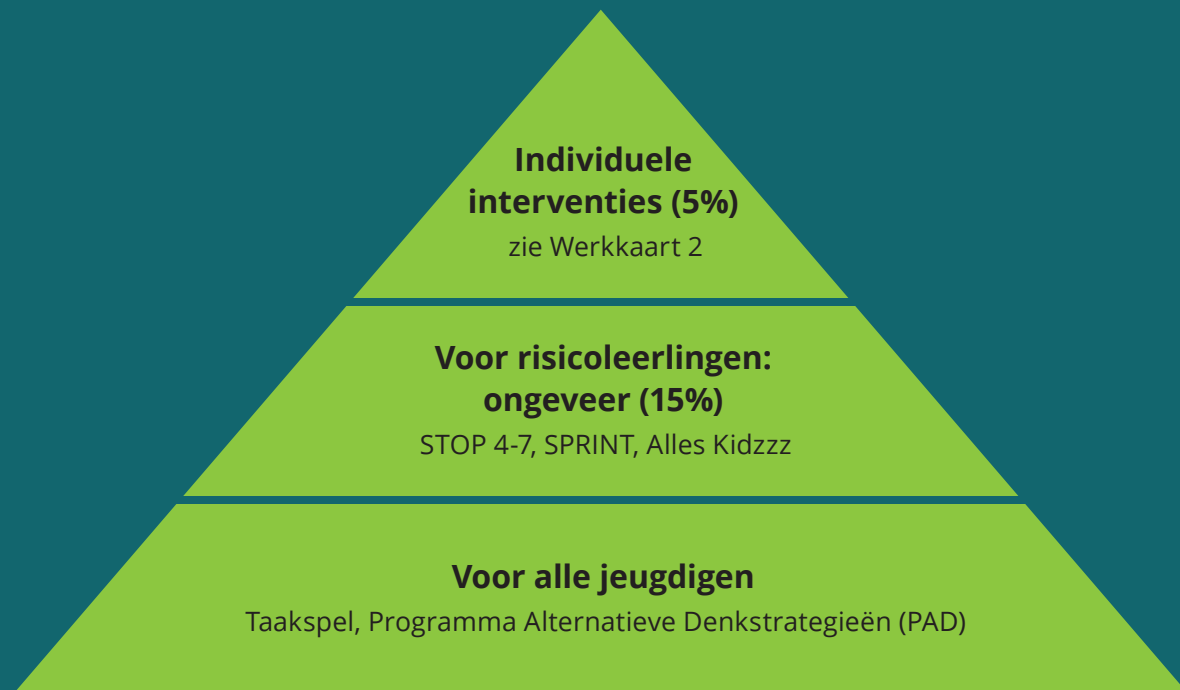 Individuele
interventies (5%)
zie Werkkaart 2
Voor risicoleerlingen:
ongeveer (15%)
STOP 4-7, SPRINT, Alles Kidzzz
Voor alle jeugdigen
Taakspel, Programma Alternatieve Denkstrategieën (PAD)